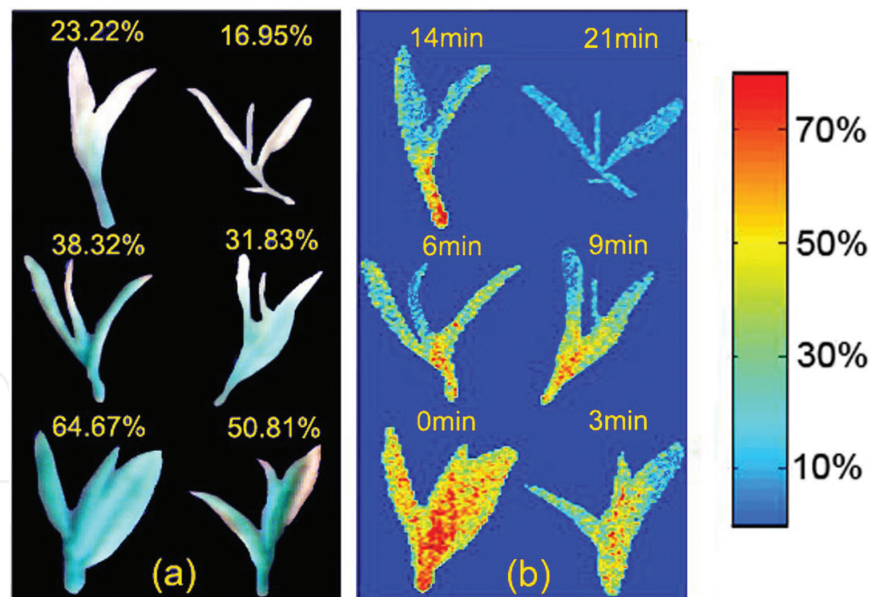 23.22% 16.95%
38.32% 31.83%
64.67% 50.81%
(a)
14min 21min
6min 9min
0min 3min
(b)
70%
50%
30%
10%